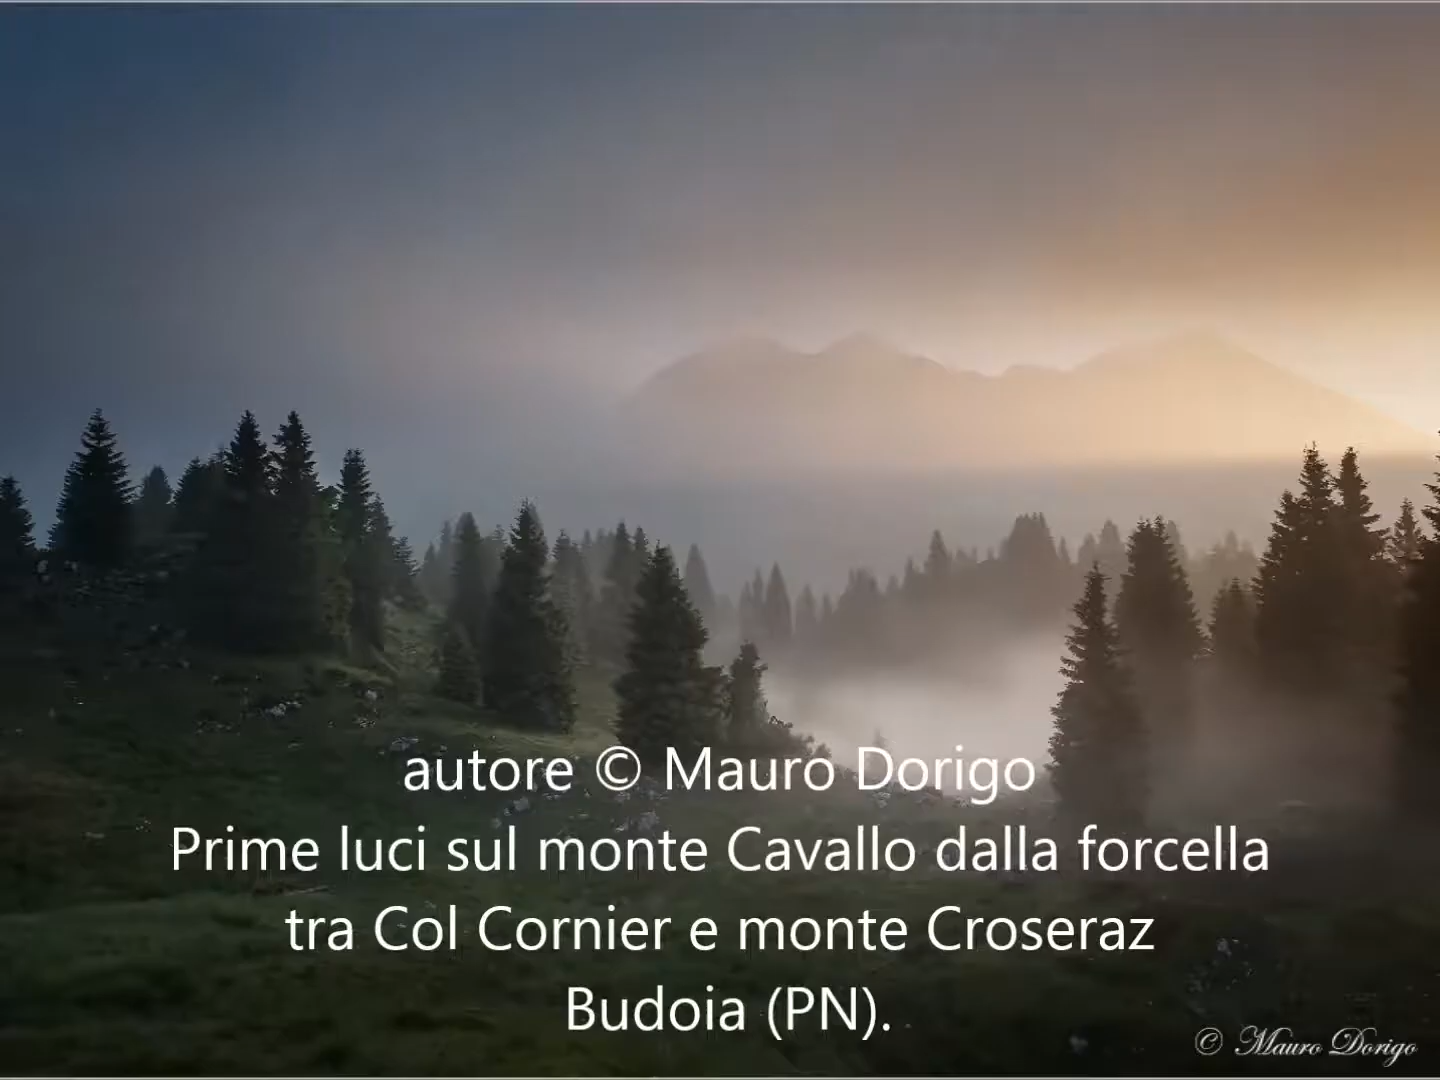 autore © Mauro Dorigo
Prime luci sul monte Cavallo dalla forcella
tra Col Cornier e monte Croseraz
Budoia (PN).
© Mauro Dorigo